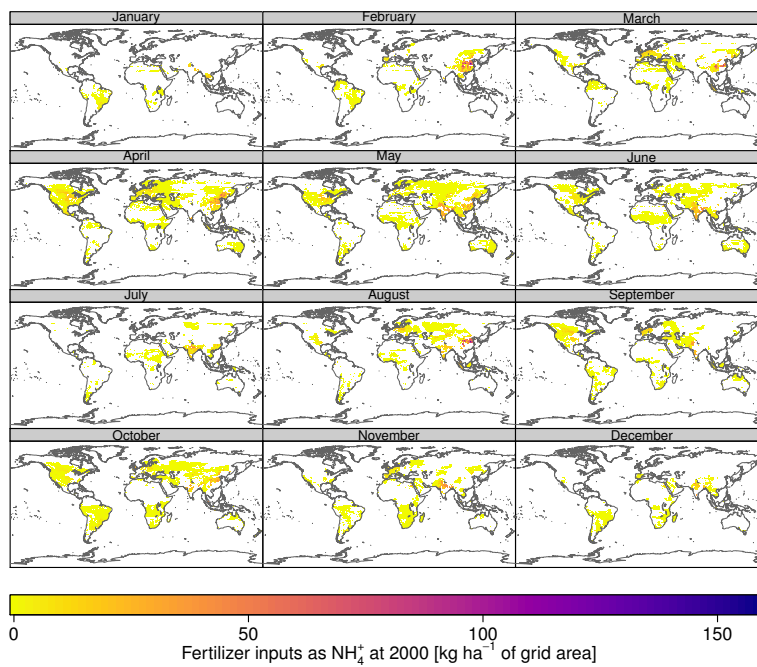 January February March
April May June
July August September
October November December
0 50 100 150
Fertilizer inputs as NH₄⁺ at 2000 [kg ha⁻¹ of grid area]